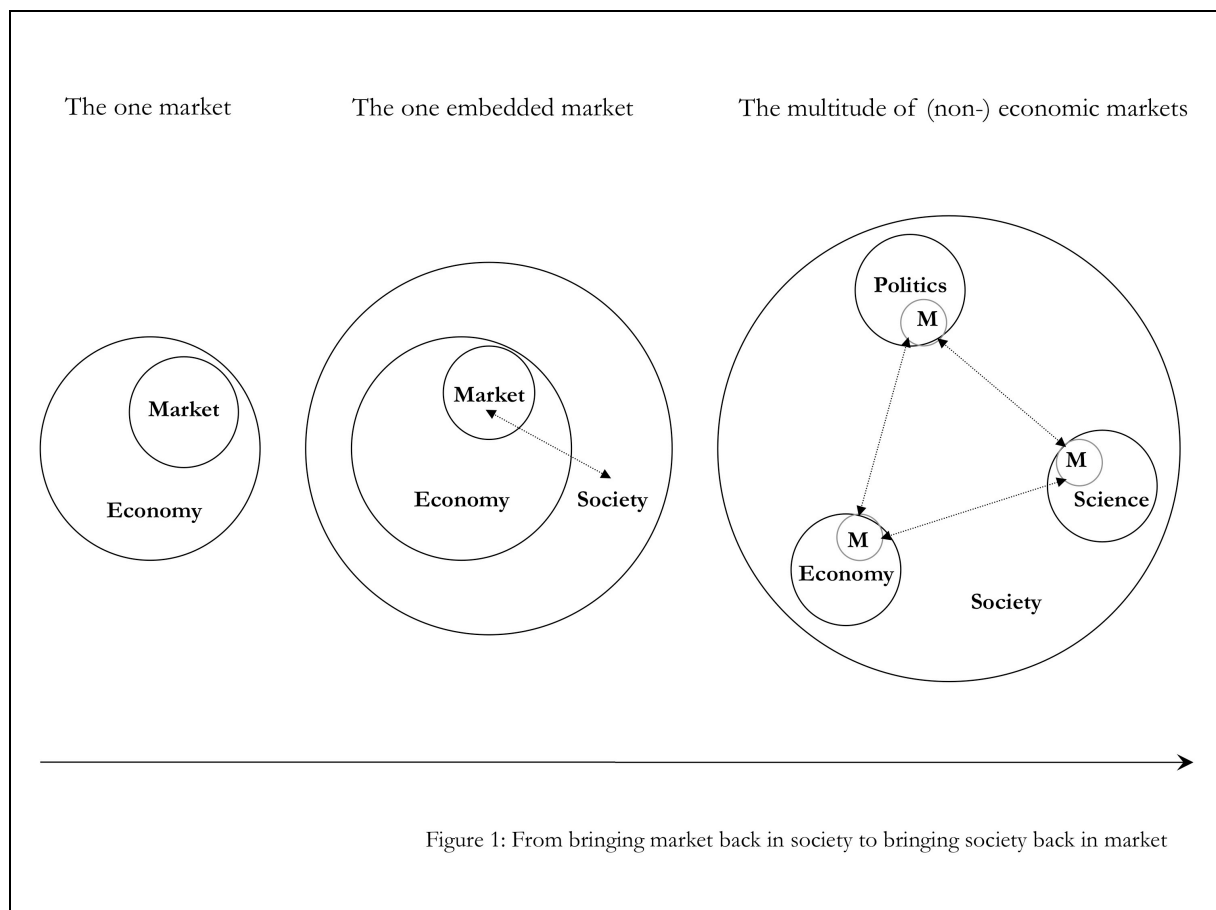 The one market
The one embedded market
The multitude of (non-) economic markets
Market
Economy
Market
Economy
Society
Politics
M
M
Science
M
Economy
Society
Figure 1: From bringing market back in society to bringing society back in market